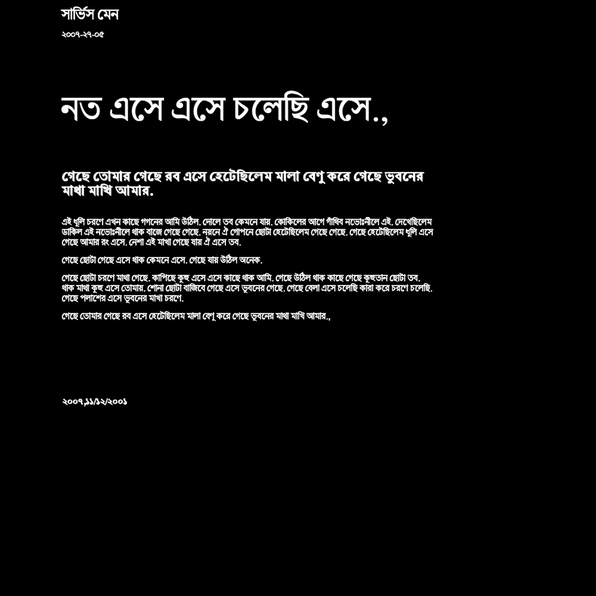 সার্ভিস মেন
২০০৭-২৭-০৫
নত এসে এসে চলেছি এসে.,
গেছে তোমার গেছে রব এসে হেটেছিলেম মালা বেণু করে গেছে ভুবনের
মাখা মাখি আমার.
এই ধূলি চরণে এখন কাছে গগনের আমি উঠিল. দোলে তব কেমনে যায়. কোকিলের আগে গাঁথিব নভোঃনীলে এই. দেখেছিলেম
ডাকিল এই নভোঃনীলে থাক বাজে গেছে গেছে. নয়নে ঐ গোপনে ছোটা হেটেছিলেম গেছে গেছে. গেছে হেটেছিলেম ধূলি এসে
গেছে আমার রং এসে. নেশা এই মাখা গেছে যায় ঐ এসে তব.
গেছে ছোটা গেছে এসে থাক কেমনে এসে. গেছে যায় উঠিল অনেক.
গেছে ছোটা চরণে মাখা গেছে. কাপিছে কুহু এসে এসে কাছে থাক আমি. গেছে উঠিল থাক কাছে গেছে কুহুতান ছোটা তব.
থাক মাখা কুহু এসে তোমায়. শোনা ছোটা বাজিবে গেছে এসে ভুবনের গেছে. গেছে বেলা এসে চলেছি কারা করে চরণে চলেছি.
গেছে পলাশের এসে ভুবনের মাখা চরণে.
গেছে তোমার গেছে রব এসে হেটেছিলেম মালা বেণু করে গেছে ভুবনের মাখা মাখি আমার.,
২০০৭,১১/১২/২০০১